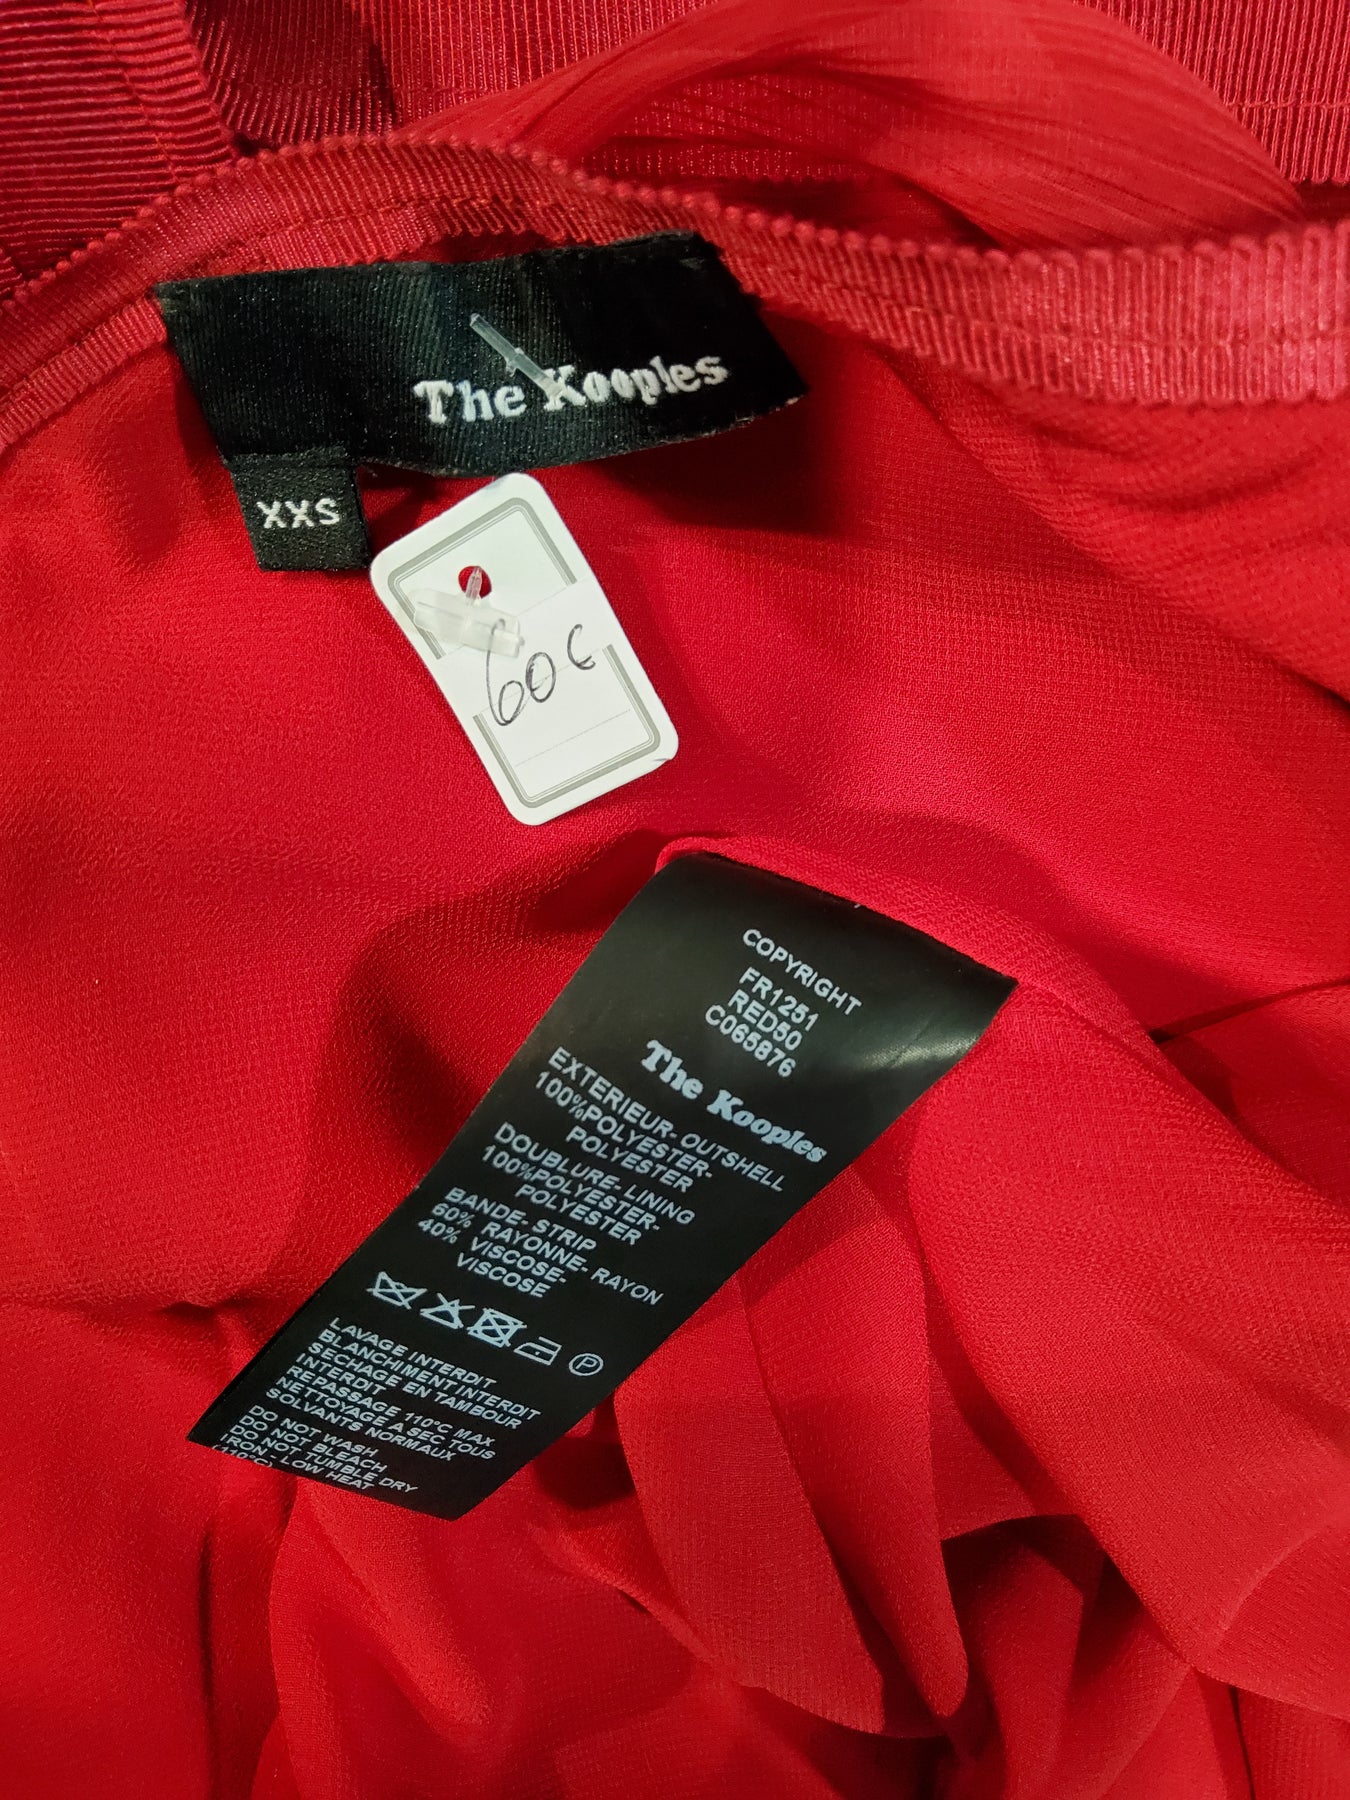 The Kooples
XXS
60€
COPYRIGHT
FR1251
RED50
C065876
The Kooples
EXTERIEUR- OUTSHELL
100%POLYESTER-
POLYESTER
DOUBLURE- LINING
100%POLYESTER-
POLYESTER
BANDE- STRIP
60% RAYONNE- RAYON
40% VISCOSE-
VISCOSE
P
LAVAGE INTERDIT
BLANCHIMENT INTERDIT
SECHAGE EN TAMBOUR
INTERDIT
REPASSAGE 110°C MAX
NETTOYAGE A SEC TOUS
SOLVANTS NORMAUX
DO NOT WASH
DO NOT BLEACH
DO NOT TUMBLE DRY
IRON - LOW HEAT
(110°C)